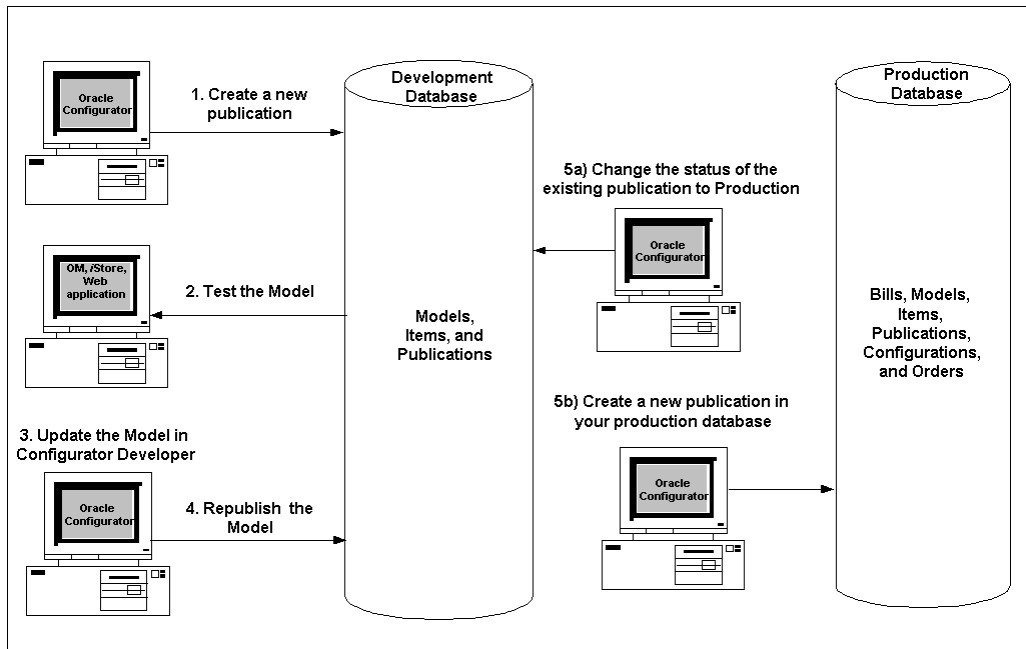 Oracle
Configurator
1. Create a new
publication
Development
Database
Production
Database
5a) Change the status of the
existing publication to Production
Oracle
Configurator
OM, iStore,
Web
application
2. Test the Model
Models,
Items, and
Publications
Bills, Models,
Items,
Publications,
Configurations,
and Orders
5b) Create a new publication in
your production database
3. Update the Model in
Configurator Developer
Oracle
Configurator
4. Republish the
Model
Oracle
Configurator